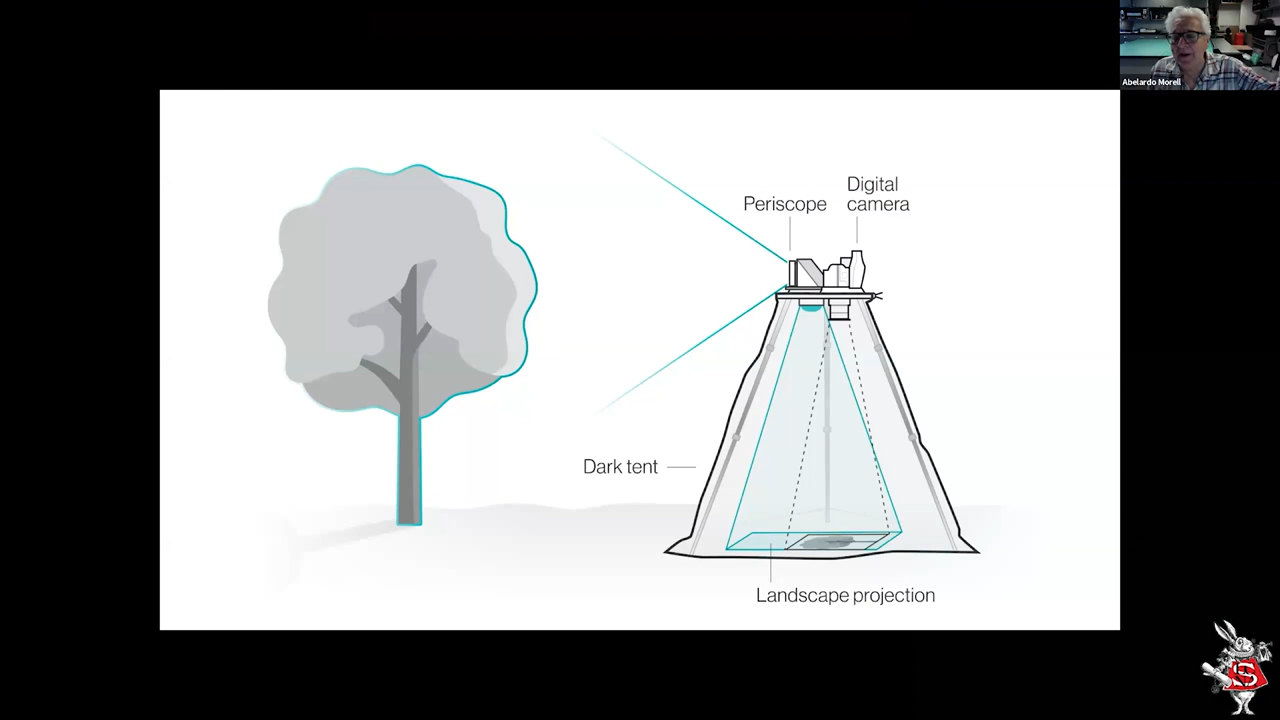 Abelardo Morell
Digital
camera
Periscope
Dark tent
Landscape projection
S